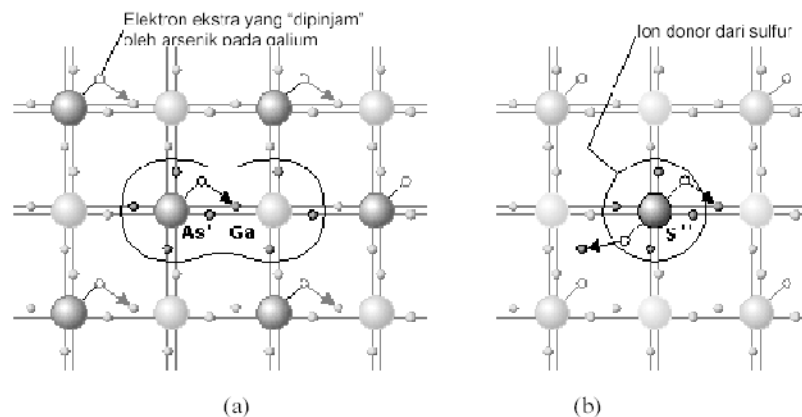 Elektron ekstra yang “dipinjam”
oleh arsenik pada galium
Ion donor dari sulfur
As' Ga
S''
(a)
(b)